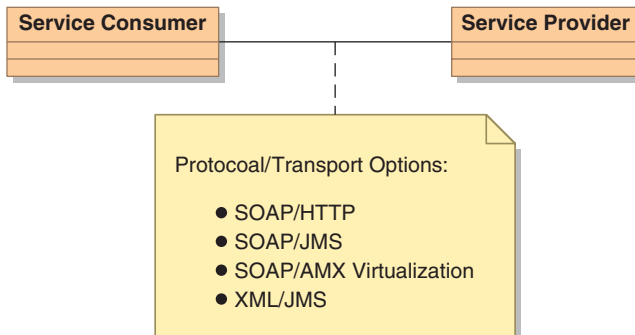 Service Consumer
Service Provider
Protocoal/Transport Options:
● SOAP/HTTP
● SOAP/JMS
● SOAP/AMX Virtualization
● XML/JMS